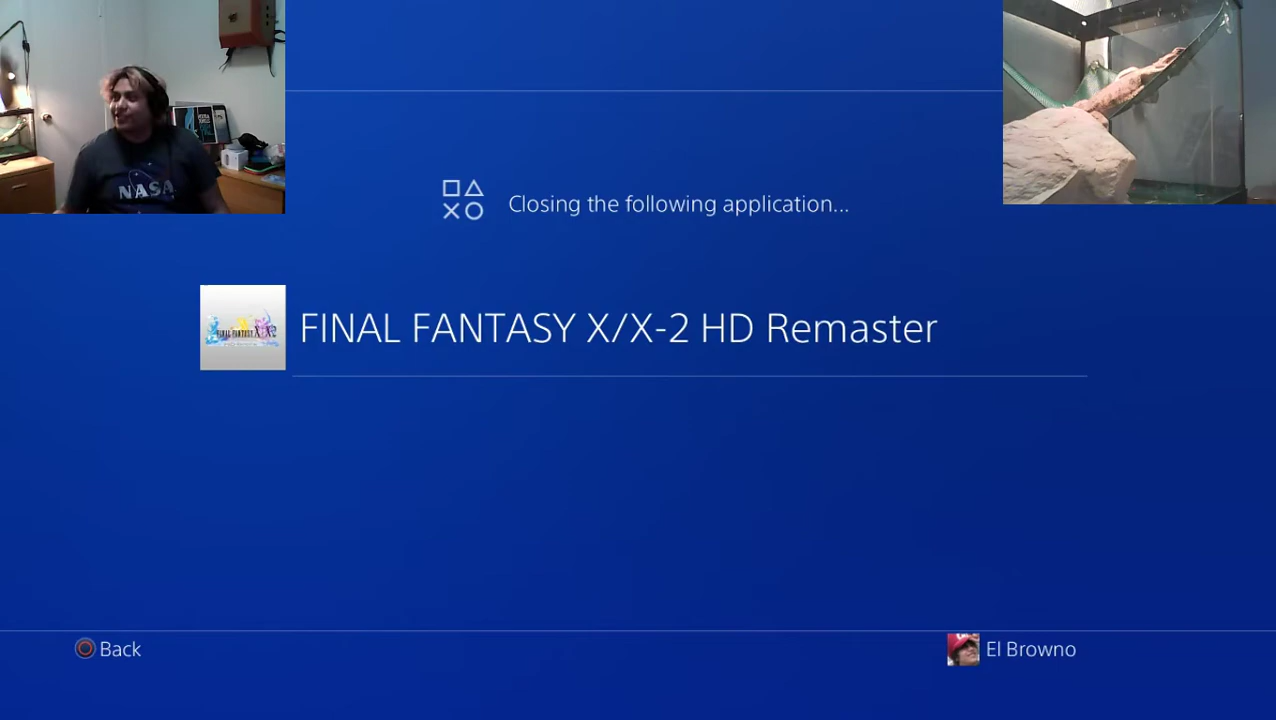 NASA
Closing the following application...
FINAL FANTASY X/X-2 HD Remaster
Back
El Browno